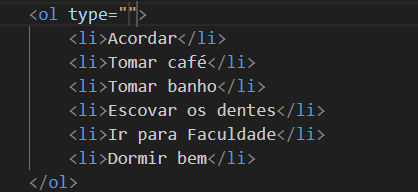 <ol type="">
<li>Acordar</li>
<li>Tomar café</li>
<li>Tomar banho</li>
<li>Escovar os dentes</li>
<li>Ir para Faculdade</li>
<li>Dormir bem</li>
</ol>